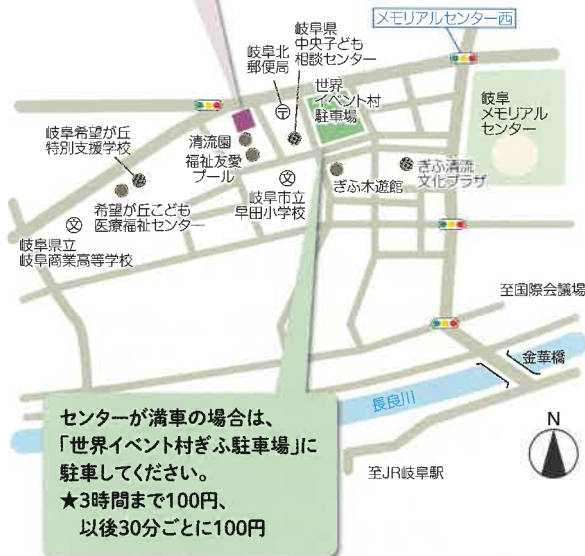 メモリアルセンター西
岐阜県
中央子ども
相談センター
岐阜北
郵便局
世界
イベント村
駐車場
岐阜
メモリアル
センター
岐阜希望が丘
特別支援学校
清流園
福祉友愛
プール
ぎふ清流
文化プラザ
ぎふ木遊館
岐阜市立
早田小学校
文
希望が丘こども
医療福祉センター
文
岐阜県立
岐阜商業高等学校
至国際会議場
金華橋
長良川
センターが満車の場合は、
「世界イベント村ぎふ駐車場」に
駐車してください。
★3時間まで100円、
以後30分ごとに100円
N
至JR岐阜駅